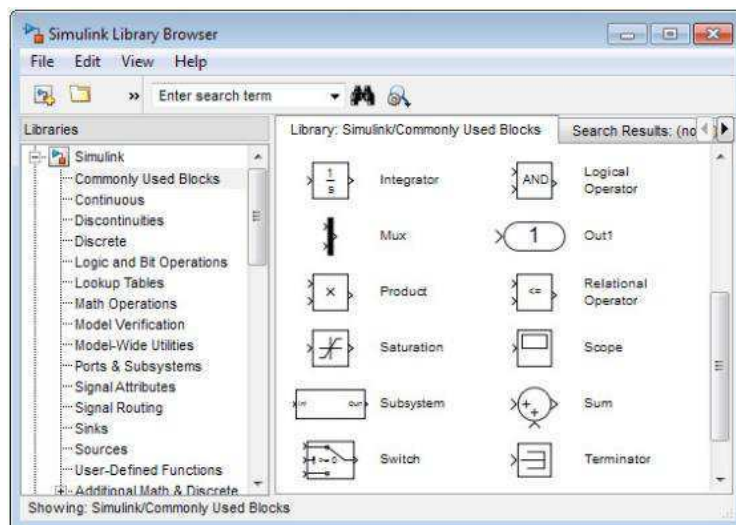 Simulink Library Browser
File Edit View Help
» Enter search term
Libraries
Simulink
Commonly Used Blocks
Continuous
Discontinuities
Discrete
Logic and Bit Operations
Lookup Tables
Math Operations
Model Verification
Model-Wide Utilities
Ports & Subsystems
Signal Attributes
Signal Routing
Sinks
Sources
User-Defined Functions
Additional Math & Discrete
Library: Simulink/Commonly Used Blocks
Search Results: (no
1
s
Integrator
AND
Logical
Operator
Mux
1
Out1
×
Product
<=
Relational
Operator
Saturation
Scope
Subsystem
+
+
Sum
Switch
Terminator
Showing: Simulink/Commonly Used Blocks